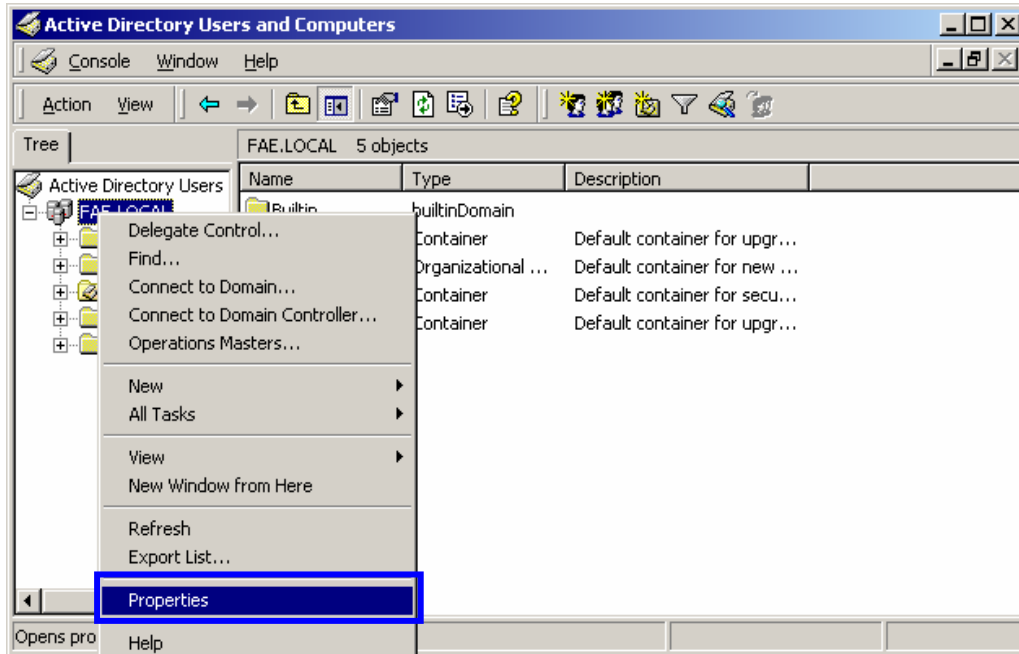 Active Directory Users and Computers
Console Window Help
Action View
Tree
FAE.LOCAL 5 objects
Active Directory Users
Name Type Description
FAE.LOCAL
Builtin builtinDomain
Container Default container for upgr...
Organizational ... Default container for new ...
Container Default container for secu...
Container Default container for upgr...
Delegate Control...
Find...
Connect to Domain...
Connect to Domain Controller...
Operations Masters...
New
All Tasks
View
New Window from Here
Refresh
Export List...
Properties
Help
Opens pro